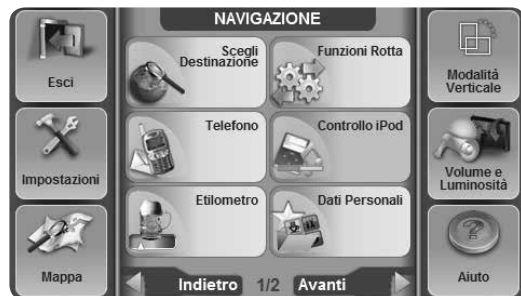 NAVIGAZIONE
Esci
Scegli
Destinazione
Funzioni Rotta
Modalità
Verticale
Impostazioni
Telefono
Controllo iPod
Volume e
Luminosità
Mappa
Etilometro
Dati Personali
Aiuto
Indietro 1/2 Avanti